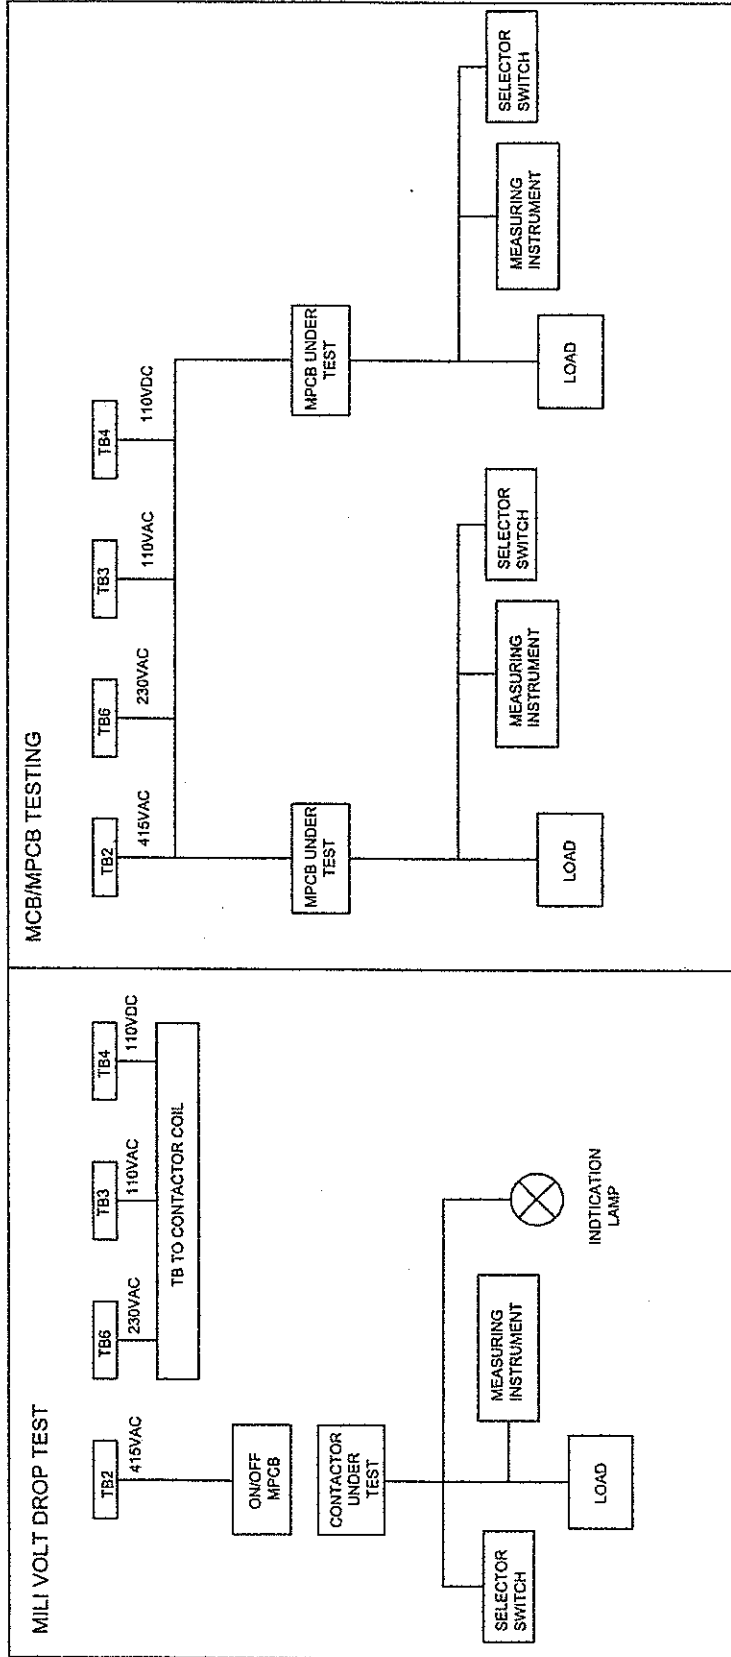 MILI VOLT DROP TEST
TB2
TB6
TB3
TB4
415VAC
230VAC
110VAC
110VDC
TB TO CONTACTOR COIL
ON/OFF
MPCB
CONTACTOR
UNDER
TEST
SELECTOR
SWITCH
MEASURING
INSTRUMENT
LOAD
INDTICATION
LAMP
MCB/MPCB TESTING
TB2
TB6
TB3
TB4
415VAC
230VAC
110VAC
110VDC
MPCB UNDER
TEST
MPCB UNDER
TEST
MEASURING
INSTRUMENT
SELECTOR
SWITCH
LOAD
MEASURING
INSTRUMENT
SELECTOR
SWITCH
LOAD